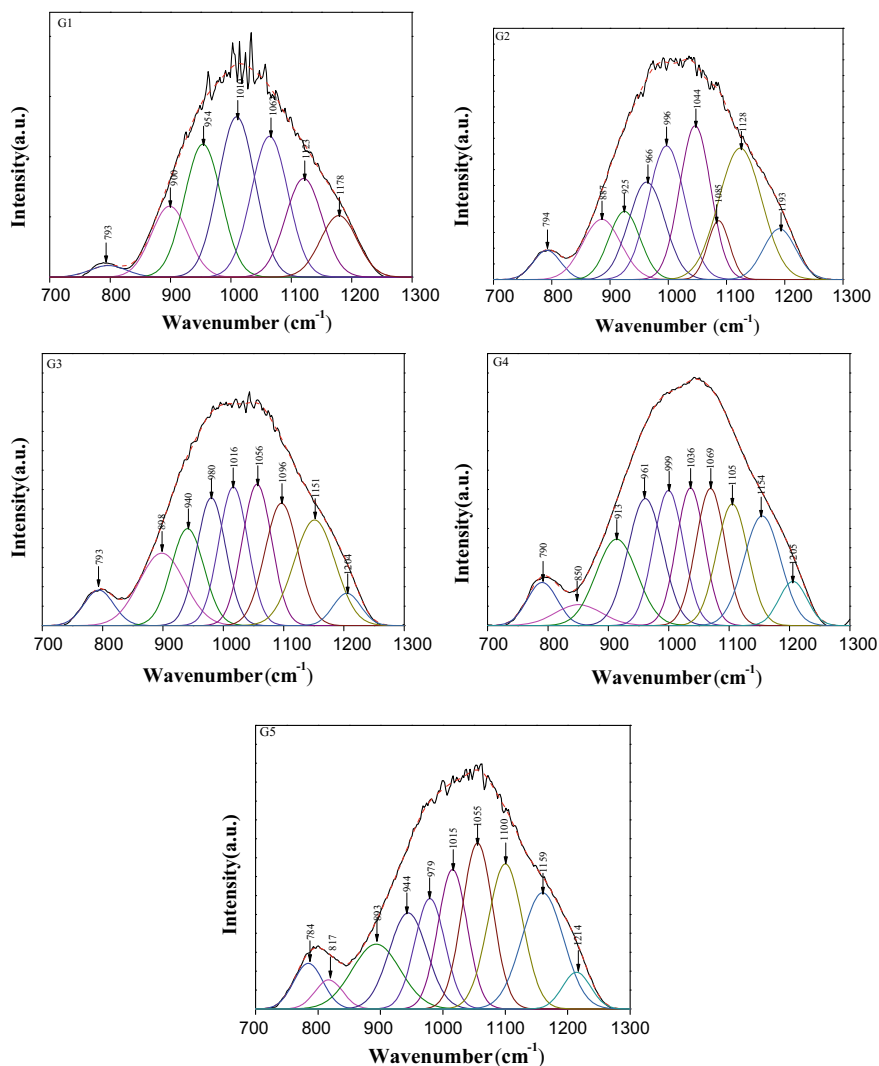 G1
Intensity(a.u.)
793
900
954
1123
1178
700 800 900 1000 1100 1200 1300
Wavenumber (cm⁻¹)
G2
Intensity(a.u.)
794
887
925
966
996
1044
1085
1128
1193
700 800 900 1000 1100 1200 1300
Wavenumber (cm⁻¹)
G3
Intensity(a.u.)
793
898
940
980
1016
1056
1096
1151
1204
700 800 900 1000 1100 1200 1300
Wavenumber (cm⁻¹)
G4
Intensity(a.u.)
790
850
913
961
999
1036
1069
1105
1154
1205
700 800 900 1000 1100 1200 1300
Wavenumber (cm⁻¹)
G5
Intensity(a.u.)
784
817
893
944
979
1015
1055
1100
1159
1214
700 800 900 1000 1100 1200 1300
Wavenumber (cm⁻¹)